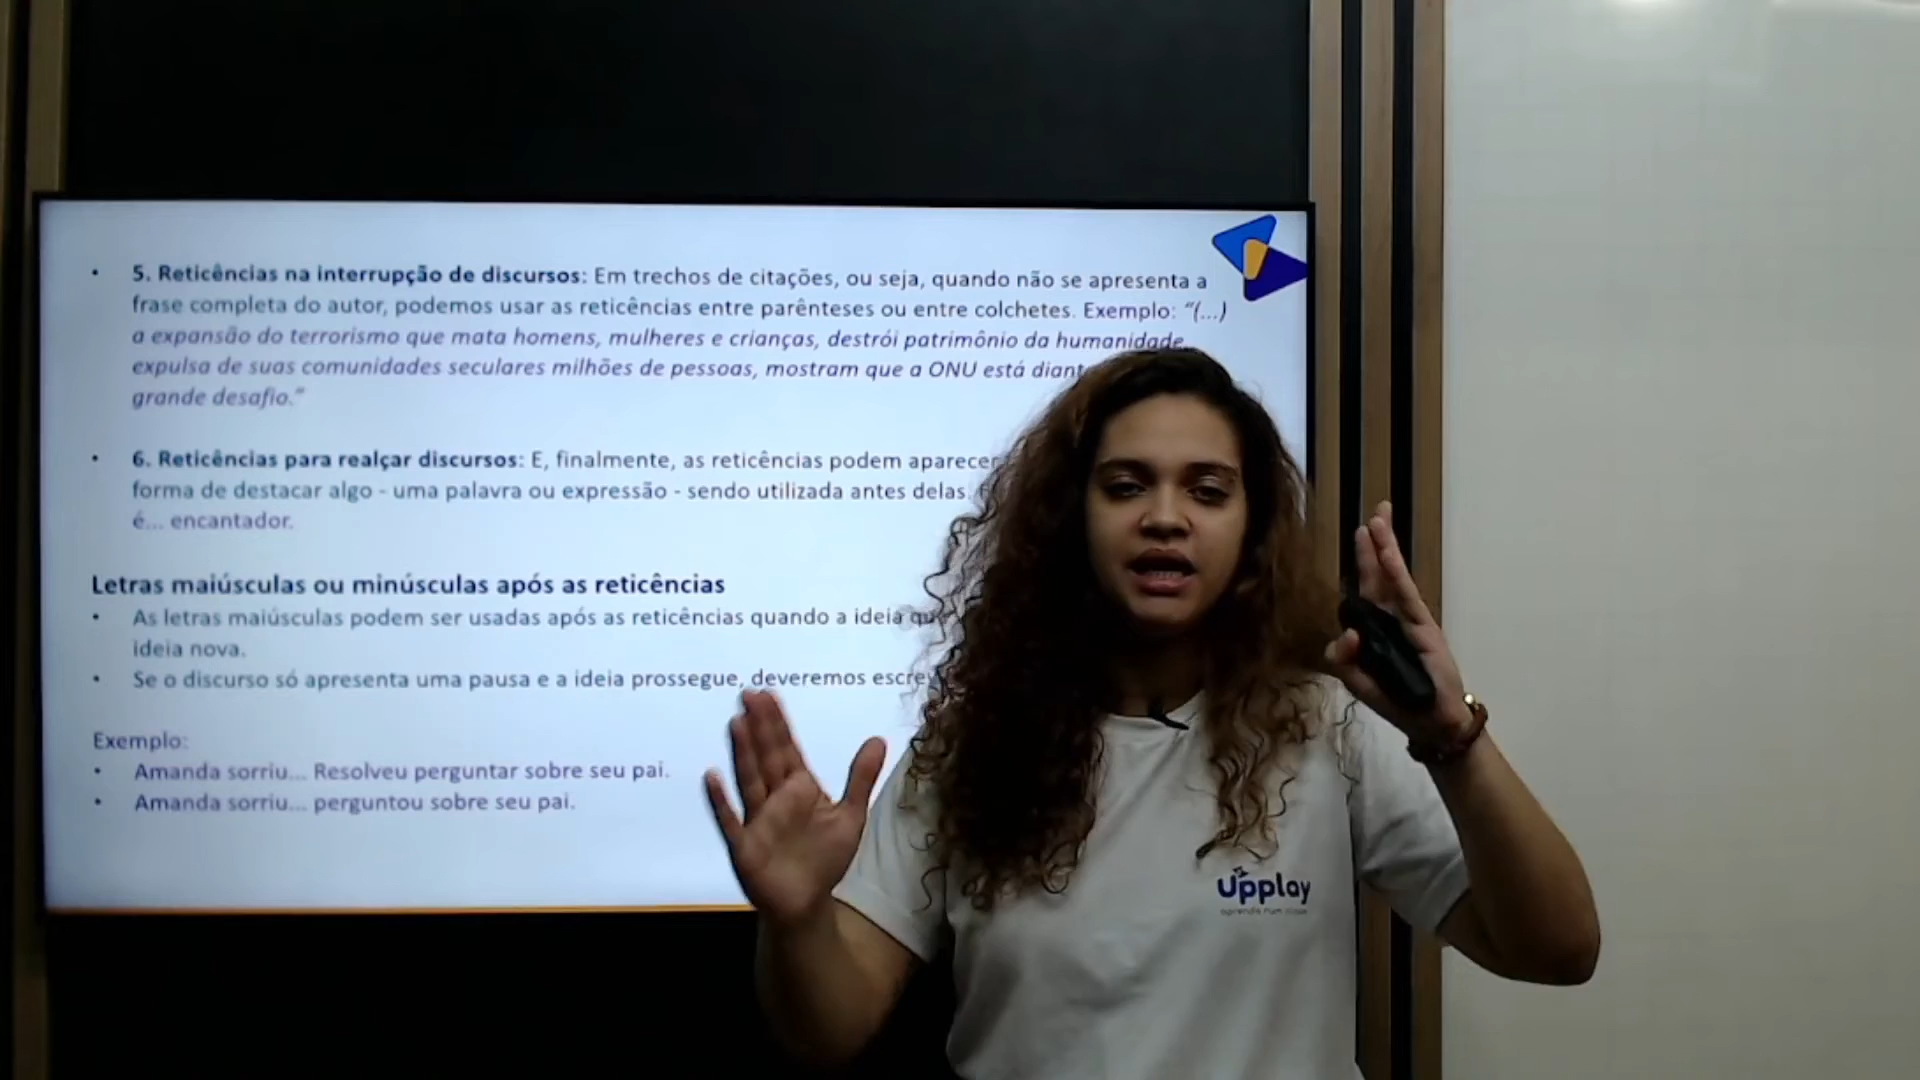 • 5. Reticências na interrupção de discursos: Em trechos de citações, ou seja, quando não se apresenta a
frase completa do autor, podemos usar as reticências entre parênteses ou entre colchetes. Exemplo: “(...)
a expansão do terrorismo que mata homens, mulheres e crianças, destrói patrimônio da humanidade,
expulsa de suas comunidades seculares milhões de pessoas, mostram que a ONU está
grande desafio.”
• 6. Reticências para realçar discursos: E, finalmente, as reticências podem aparecer
forma de destacar algo - uma palavra ou expressão - sendo utilizada antes delas.
é... encantador.
Letras maiúsculas ou minúsculas após as reticências
• As letras maiúsculas podem ser usadas após as reticências quando a ideia
ideia nova.
• Se o discurso só apresenta uma pausa e a ideia prossegue, deveremos
Exemplo:
• Amanda sorriu... Resolveu perguntar sobre seu pai.
• Amanda sorriu... perguntou sobre seu pai.
Upplay